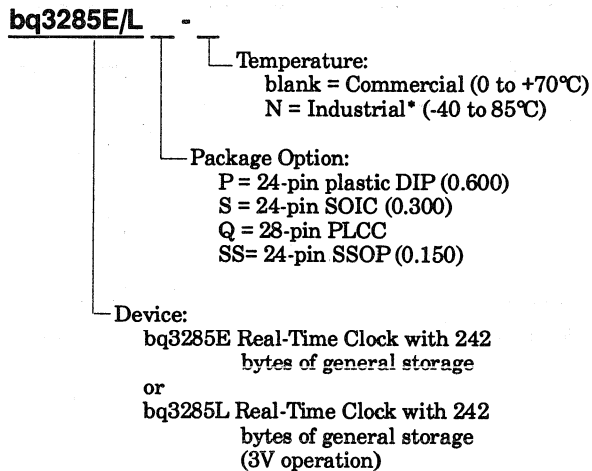 bq3285E/L _ - _
Temperature:
blank = Commercial (0 to +70°C)
N = Industrial* (-40 to 85°C)
Package Option:
P = 24-pin plastic DIP (0.600)
S = 24-pin SOIC (0.300)
Q = 28-pin PLCC
SS= 24-pin SSOP (0.150)
Device:
bq3285E Real-Time Clock with 242
bytes of general storage
or
bq3285L Real-Time Clock with 242
bytes of general storage
(3V operation)